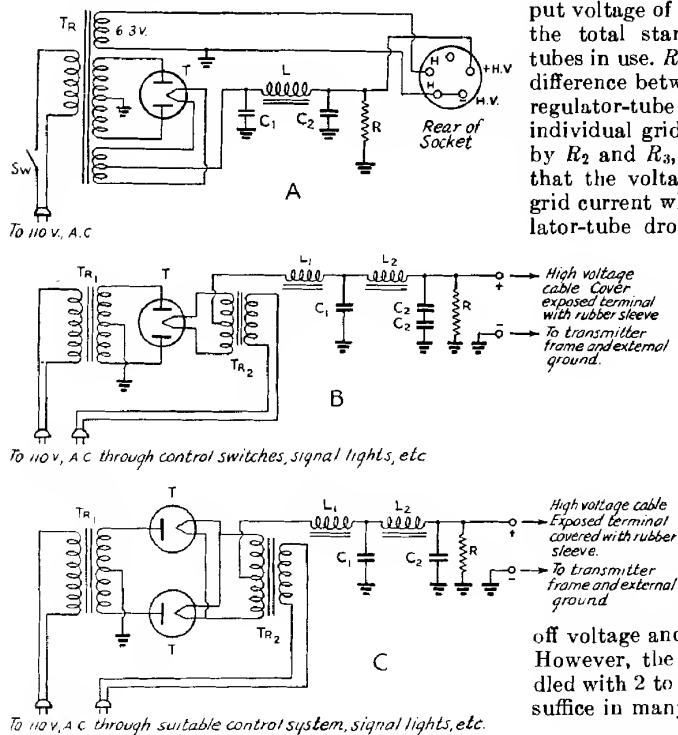 put voltage of
the total star
tubes in use. R
difference betw
regulator-tube
individual grid
by R₂ and R₃,
that the volta
grid current w
lator-tube dro
TR
6 3 v.
T
L
C₁
C₂
R
H
H
+H.V.
-
H.V.
Rear of
Socket
Sw
A
To 110 v., A.C
TR₁
T
TR₂
L₁
L₂
C₁
C₂
C₂
R
+
-
High voltage
cable Cover
exposed terminal
with rubber sleeve
To transmitter
frame and external
ground.
B
To 110 v, A C through control switches, signal lights, etc
TR₁
T
T
TR₂
L₁
L₂
C₁
C₂
R
+
-
High voltage cable
Exposed terminal
covered with rubber
sleeve.
To transmitter
frame and external
ground
C
To 110 v, A C through suitable control system, signal lights, etc.
off voltage and
However, the
dled with 2 to
suffice in man